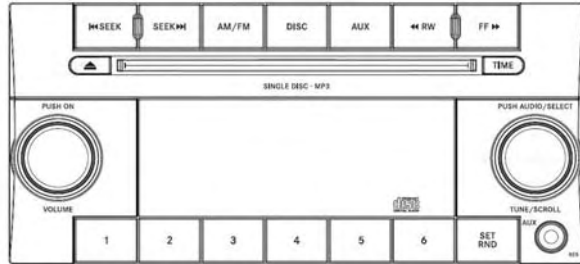 SEEK SEEK AM/FM DISC AUX RW FF
TIME
SINGLE DISC - MP3
PUSH ON PUSH AUDIO/SELECT
VOLUME TUNE/SCROLL
1 2 3 4 5 6 SET RND AUX
RES